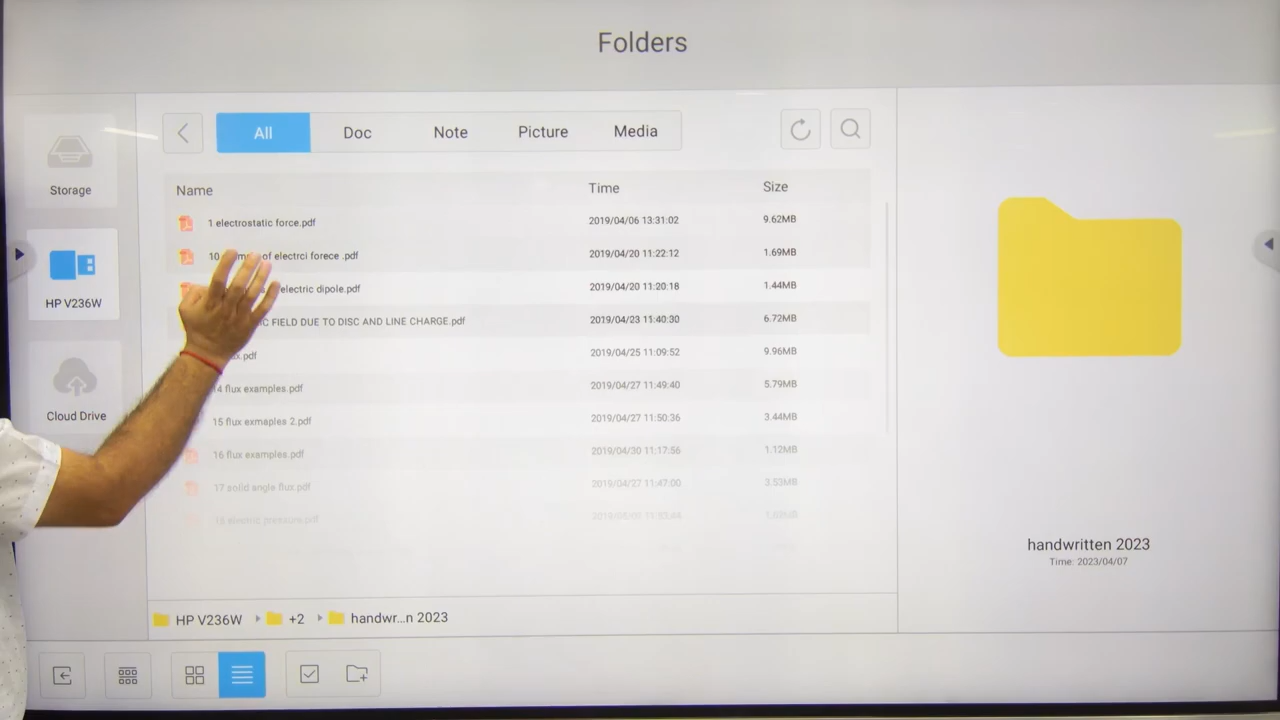 Folders
All Doc Note Picture Media
Storage
HP V236W
Cloud Drive
Name Time Size
1 electrostatic force.pdf 2019/04/06 13:31:02 9.62MB
10 of electrci forece .pdf 2019/04/20 11:22:12 1.69MB
electric dipole.pdf 2019/04/20 11:20:18 1.44MB
FIELD DUE TO DISC AND LINE CHARGE.pdf 2019/04/23 11:40:30 6.72MB
.pdf 2019/04/25 11:09:52 9.96MB
14 flux examples.pdf 2019/04/27 11:49:40 5.79MB
15 flux exmaples 2.pdf 2019/04/27 11:50:36 3.44MB
16 flux examples.pdf 2019/04/30 11:17:56 1.12MB
17 solid angle flux.pdf 2019/04/27 11:47:00 3.53MB
electric pressure.pdf
handwritten 2023
Time: 2023/04/07
HP V236W +2 handwr...n 2023